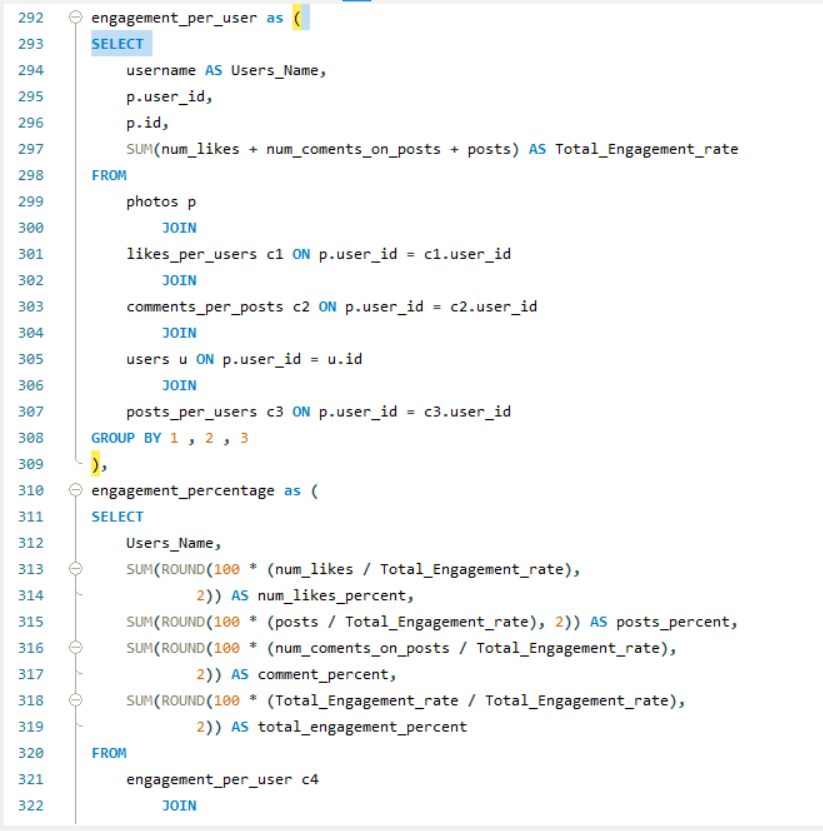 292 engagement_per_user as (
293 SELECT
294 username AS Users_Name,
295 p.user_id,
296 p.id,
297 SUM(num_likes + num_coments_on_posts + posts) AS Total_Engagement_rate
298 FROM
299 photos p
300 JOIN
301 likes_per_users c1 ON p.user_id = c1.user_id
302 JOIN
303 comments_per_posts c2 ON p.user_id = c2.user_id
304 JOIN
305 users u ON p.user_id = u.id
306 JOIN
307 posts_per_users c3 ON p.user_id = c3.user_id
308 GROUP BY 1 , 2 , 3
309 ),
310 engagement_percentage as (
311 SELECT
312 Users_Name,
313 SUM(ROUND(100 * (num_likes / Total_Engagement_rate),
314 2)) AS num_likes_percent,
315 SUM(ROUND(100 * (posts / Total_Engagement_rate), 2)) AS posts_percent,
316 SUM(ROUND(100 * (num_coments_on_posts / Total_Engagement_rate),
317 2)) AS comment_percent,
318 SUM(ROUND(100 * (Total_Engagement_rate / Total_Engagement_rate),
319 2)) AS total_engagement_percent
320 FROM
321 engagement_per_user c4
322 JOIN